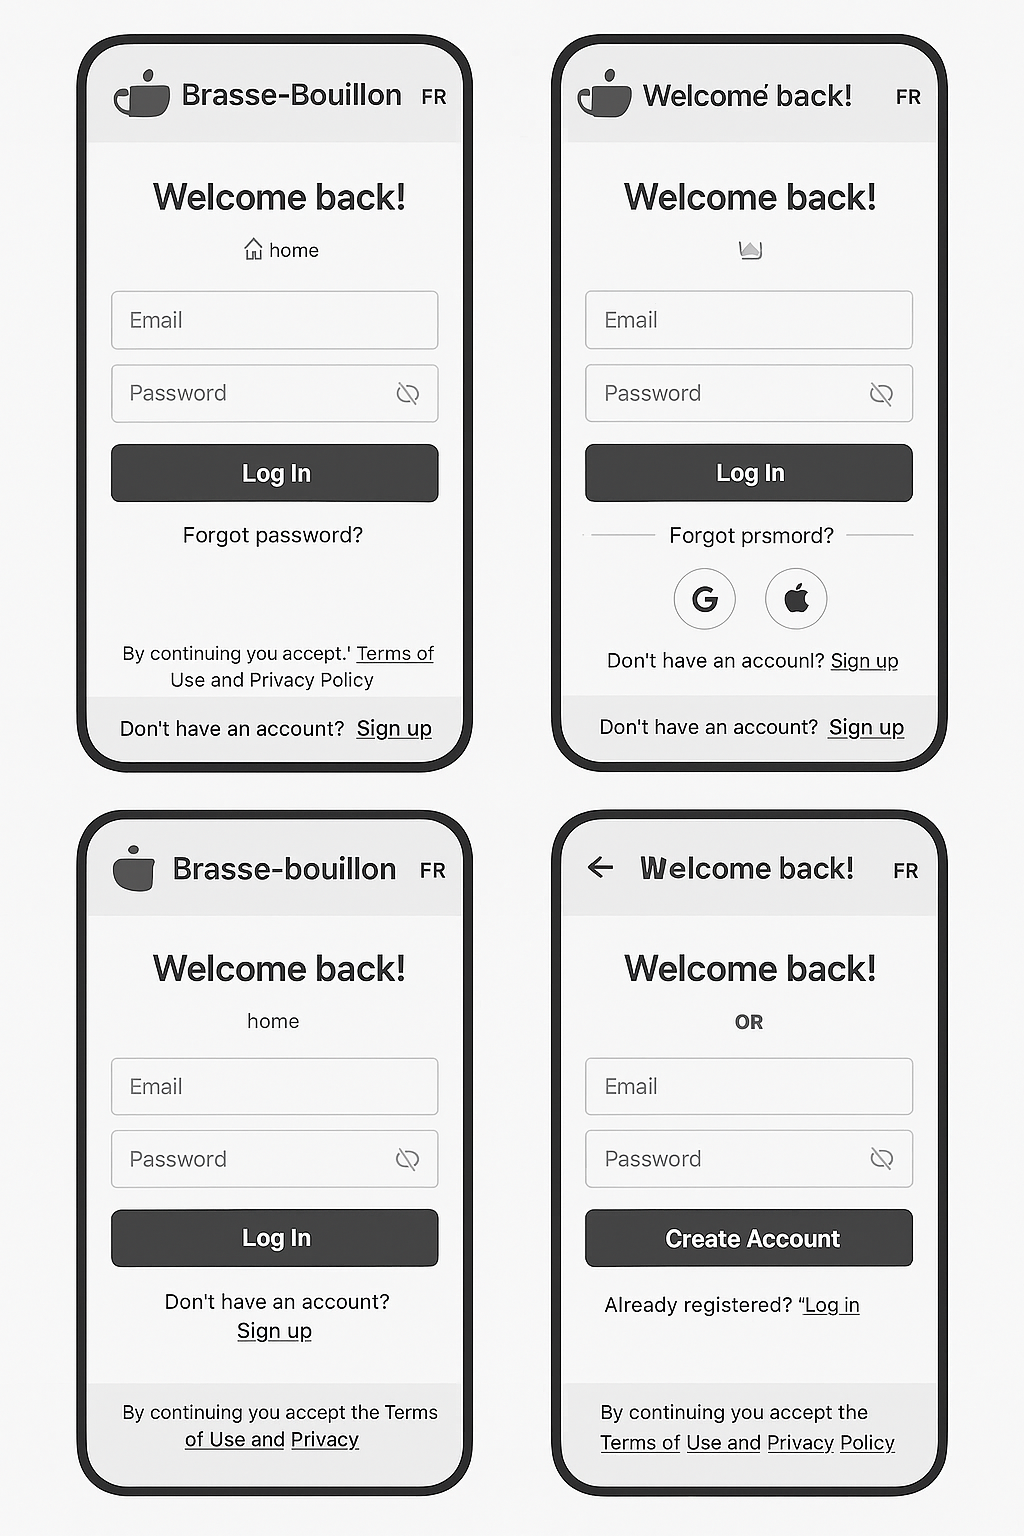 Brasse-Bouillon FR
Welcome back!
home
Email
Password
Log In
Forgot password?
By continuing you accept.' Terms of
Use and Privacy Policy
Don't have an account? Sign up
Welcomé back! FR
Welcome back!
Email
Password
Log In
Forgot prsmord?
G
Don't have an accounl? Sign up
Don't have an account? Sign up
Brasse-bouillon FR
Welcome back!
home
Email
Password
Log In
Don't have an account?
Sign up
By continuing you accept the Terms
of Use and Privacy
Welcome back! FR
Welcome back!
OR
Email
Password
Create Account
Already registered? “Log in
By continuing you accept the
Terms of Use and Privacy Policy